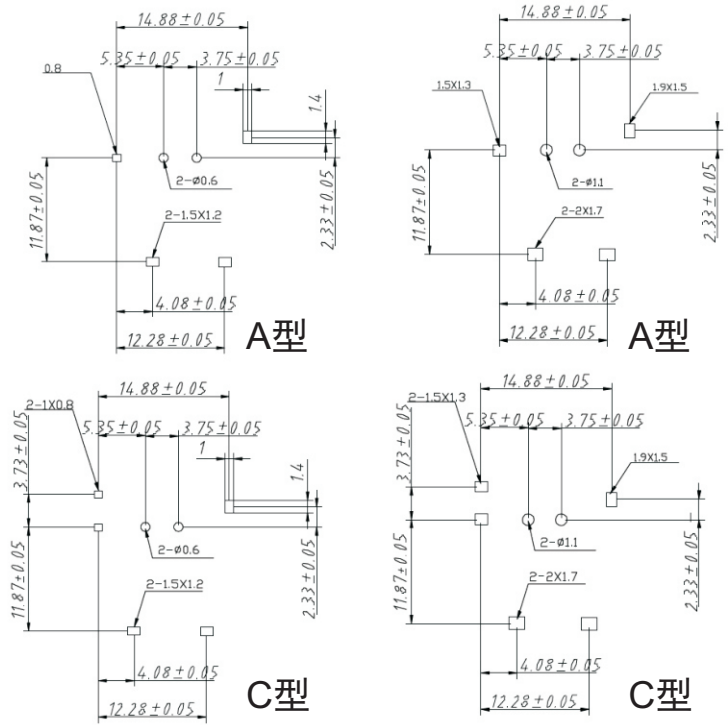 14.88±0.05
5.35±0.05
3.75±0.05
0.8
1
1.4
11.87±0.05
2-ø0.6
2-1.5X1.2
2.33±0.05
4.08±0.05
12.28±0.05
A型
14.88±0.05
5.35±0.05
3.75±0.05
1.5X1.3
1.9X1.5
11.87±0.05
2-ø1.1
2-2X1.7
2.33±0.05
4.08±0.05
12.28±0.05
A型
14.88±0.05
2-1X0.8
5.35±0.05
3.75±0.05
3.73±0.05
1
1.4
11.87±0.05
2-ø0.6
2-1.5X1.2
2.33±0.05
4.08±0.05
12.28±0.05
C型
14.88±0.05
2-1.5X1.3
5.35±0.05
3.75±0.05
3.73±0.05
1.9X1.5
11.87±0.05
2-ø1.1
2-2X1.7
2.33±0.05
4.08±0.05
12.28±0.05
C型